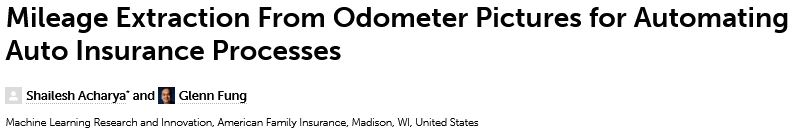 Mileage Extraction From Odometer Pictures for Automating
Auto Insurance Processes
Shailesh Acharya* and Glenn Fung
Machine Learning Research and Innovation, American Family Insurance, Madison, WI, United States